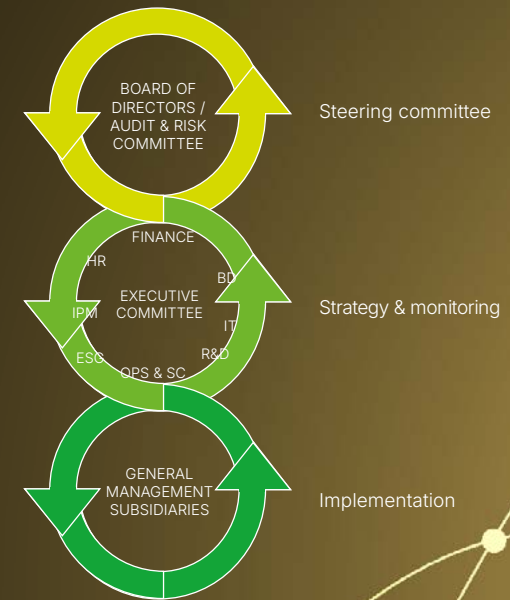 BOARD OF
DIRECTORS /
AUDIT & RISK
COMMITTEE
Steering committee
FINANCE
HR
BD
EXECUTIVE
COMMITTEE
IPM
IT
ESG
R&D
OPS & SC
Strategy & monitoring
GENERAL
MANAGEMENT
SUBSIDIARIES
Implementation